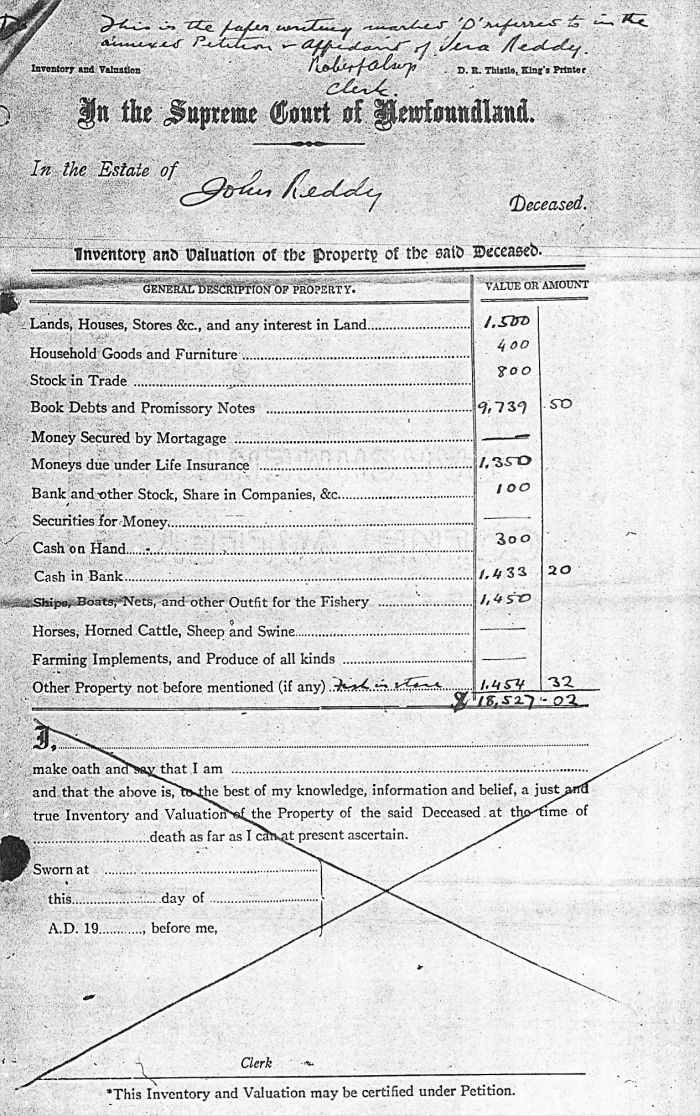 This is the paper writing marked 'D' referred to in the
annexed Petition & Affidavit of Vera Reddy.
Inventory and Valuation D. R. Thistle, King's Printer
Clerk.
In the Supreme Court of Newfoundland.
In the Estate of John Reddy
Deceased.
Inventory and Valuation of the Property of the said Deceased.
GENERAL DESCRIPTION OF PROPERTY. VALUE OR AMOUNT
Lands, Houses, Stores &c., and any interest in Land 1,500
Household Goods and Furniture 400
Stock in Trade 800
Book Debts and Promissory Notes 9,739 50
Money Secured by Mortagage —
Moneys due under Life Insurance 1,350
Bank and other Stock, Share in Companies, &c. 100
Securities for Money —
Cash on Hand 300
Cash in Bank 1.433 20
Ships, Boats, Nets, and other Outfit for the Fishery 1,450
Horses, Horned Cattle, Sheep and Swine —
Farming Implements, and Produce of all kinds —
Other Property not before mentioned (if any) Fish in store 1.454 32
$ 18,527-02
I,
make oath and say that I am
and that the above is, to the best of my knowledge, information and belief, a just and
true Inventory and Valuation of the Property of the said Deceased at the time of
death as far as I can at present ascertain.
Sworn at
this day of
A.D. 19, before me,
Clerk
*This Inventory and Valuation may be certified under Petition.